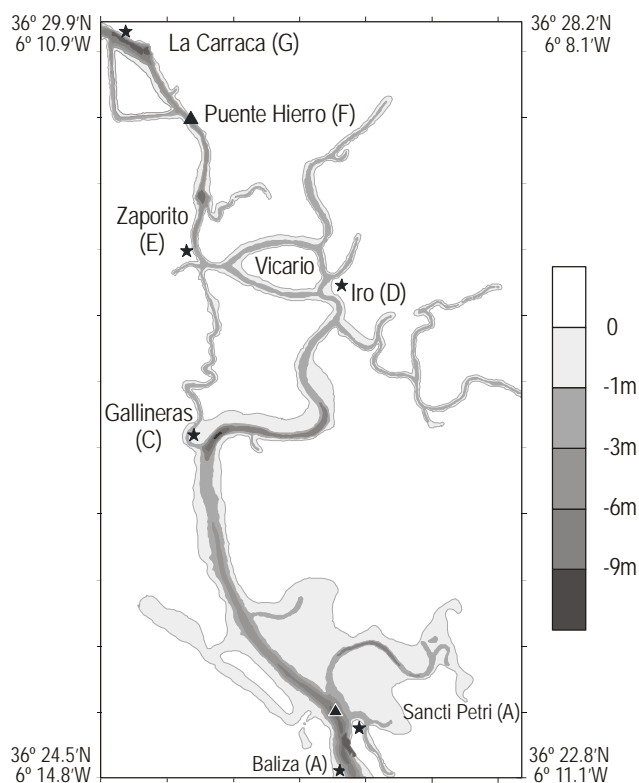 36º 29.9'N
6º 10.9'W
36º 28.2'N
6º 8.1'W
La Carraca (G)
Puente Hierro (F)
Zaporito
(E)
Vicario
Iro (D)
0
-1m
Gallineras
(C)
-3m
-6m
-9m
Sancti Petri (A)
Baliza (A)
36º 24.5'N
6º 14.8'W
36º 22.8'N
6º 11.1'W